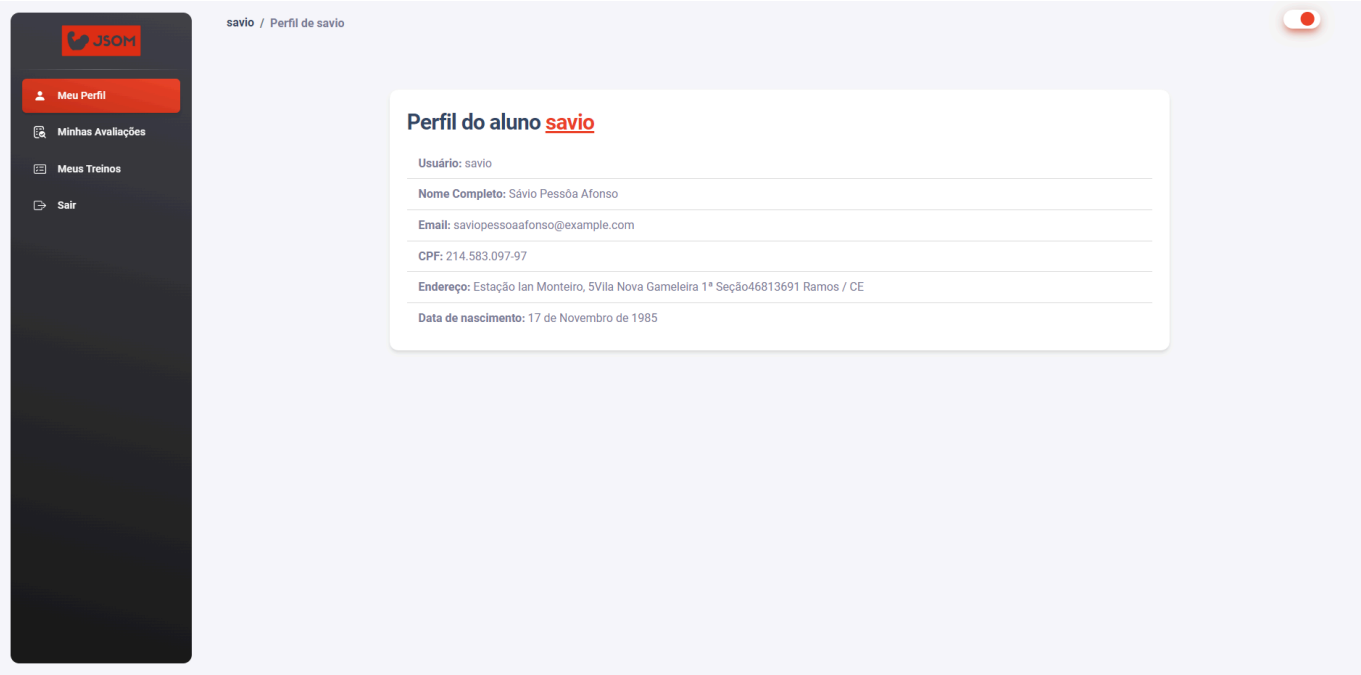 JSOM
Meu Perfil
Minhas Avaliações
Meus Treinos
Sair
savio / Perfil de savio
Perfil do aluno savio
Usuário: savio
Nome Completo: Sávio Pessôa Afonso
Email: saviopessoaafonso@example.com
CPF: 214.583.097-97
Endereço: Estação Ian Monteiro, 5Vila Nova Gameleira 1ª Seção46813691 Ramos / CE
Data de nascimento: 17 de Novembro de 1985